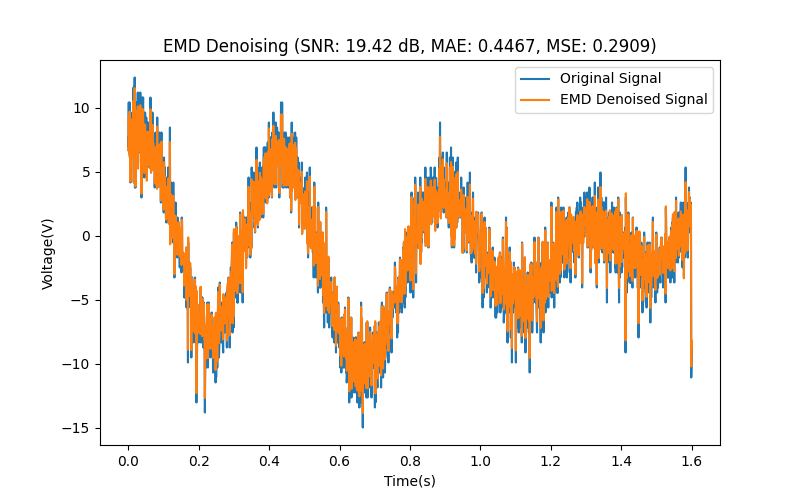 EMD Denoising (SNR: 19.42 dB, MAE: 0.4467, MSE: 0.2909)
Original Signal
EMD Denoised Signal
10
5
0
−5
−10
−15
Voltage(V)
0.0 0.2 0.4 0.6 0.8 1.0 1.2 1.4 1.6
Time(s)